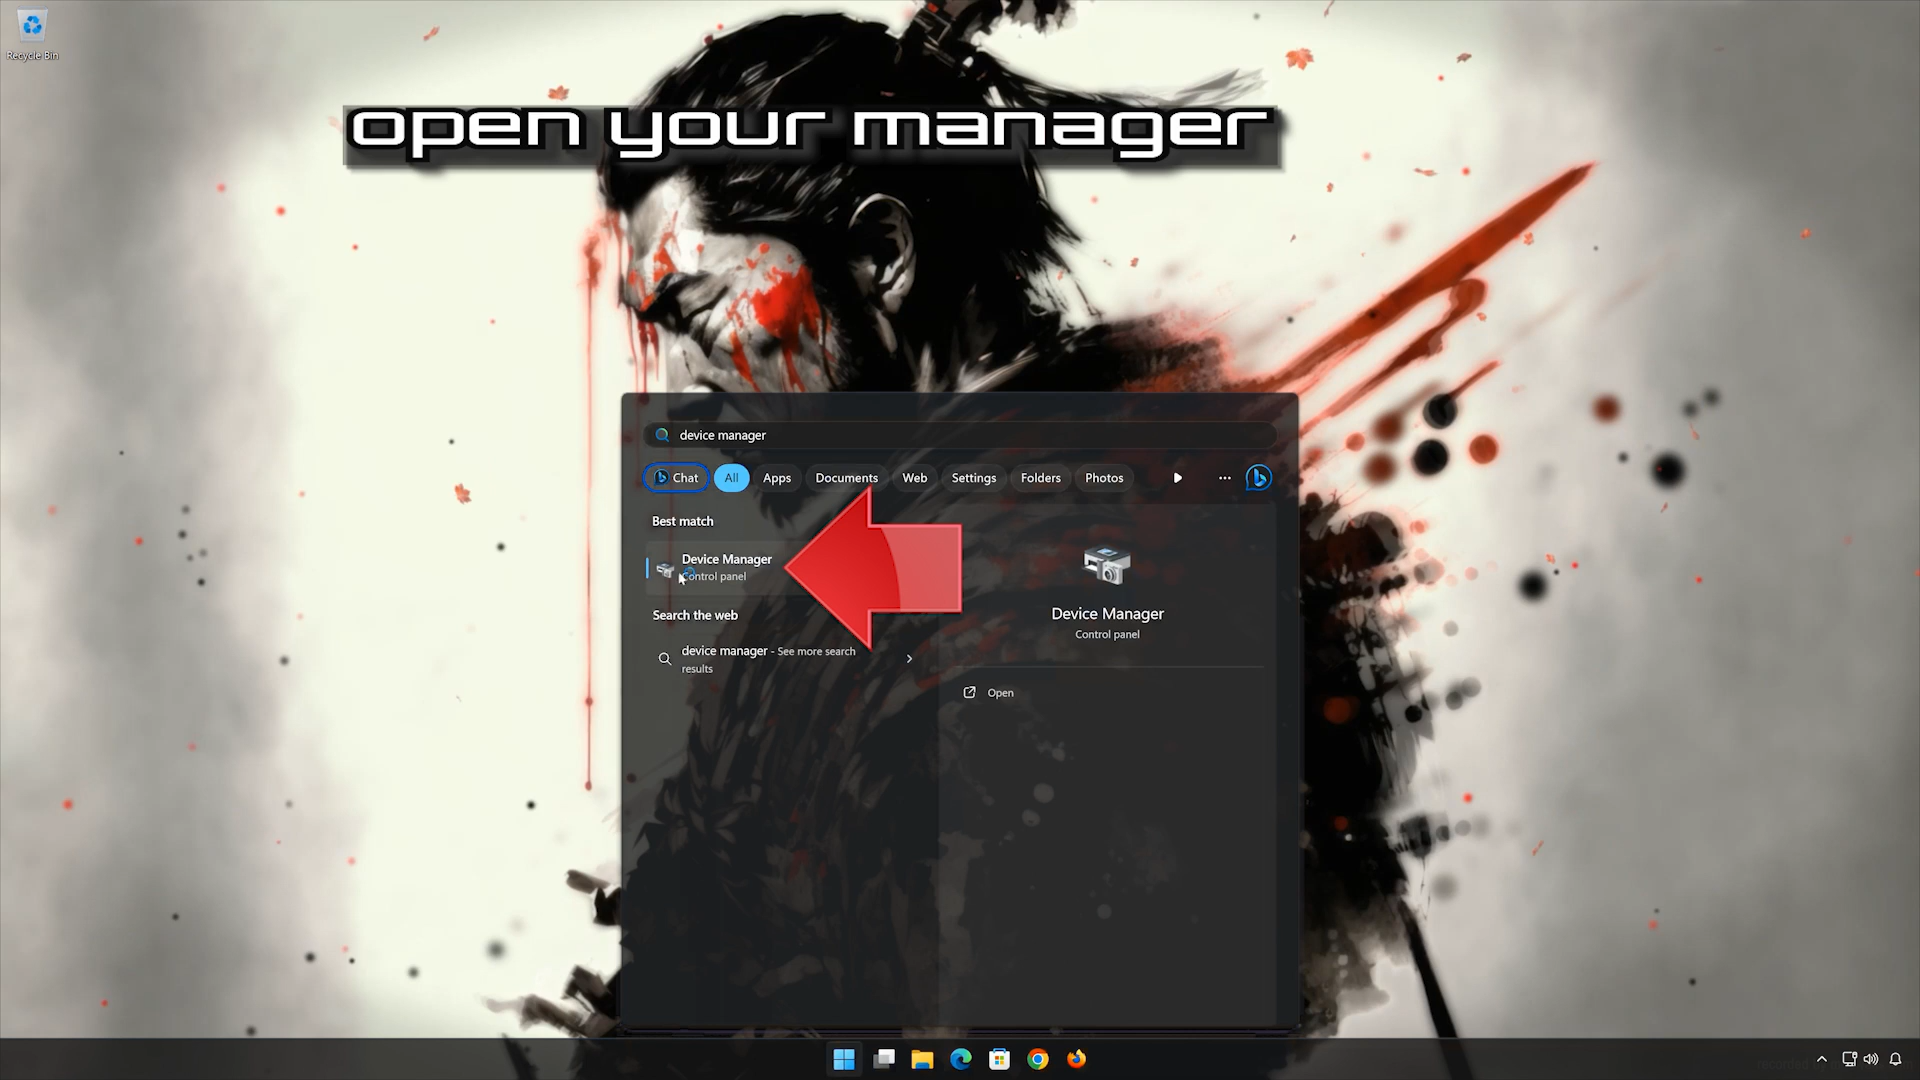 Recycle Bin
open your manager
device manager
Chat
All
Apps
Documents
Web
Settings
Folders
Photos
Best match
Device Manager
Control panel
Search the web
device manager - See more search
results
Device Manager
Control panel
Open